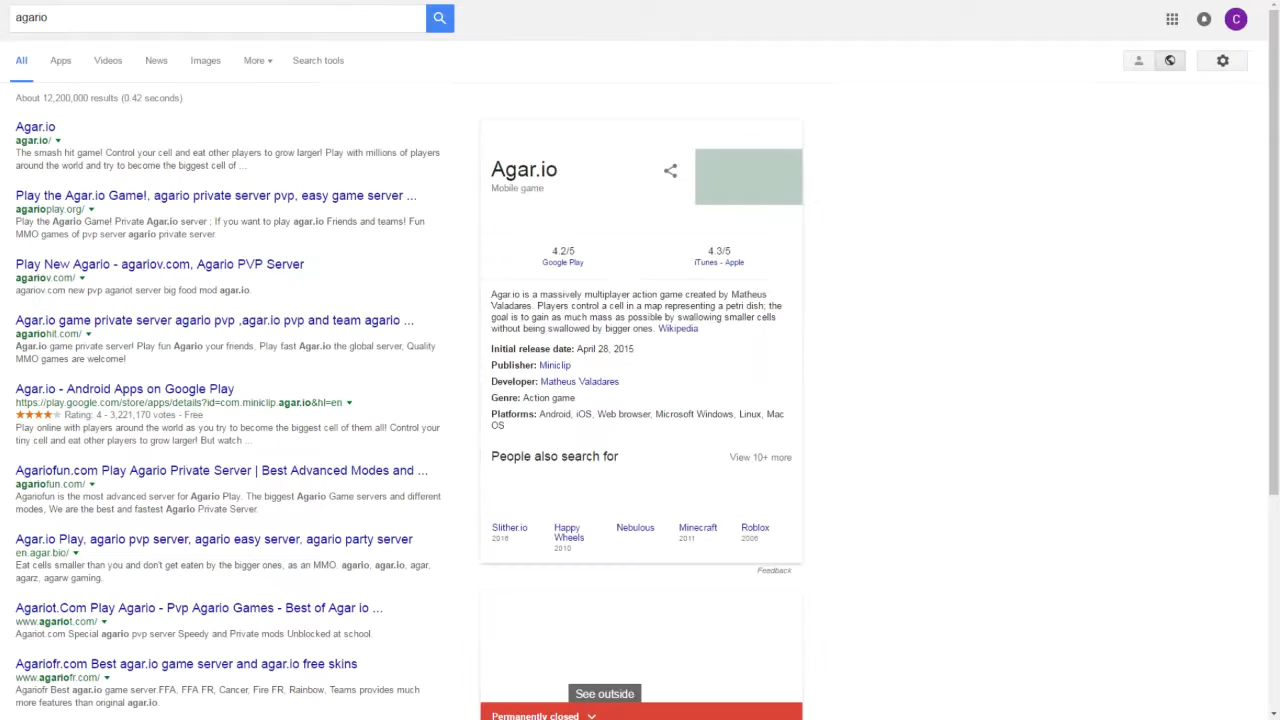 agario
C
All Apps Videos News Images More Search tools
About 12,200,000 results (0.42 seconds)
Agar.io
agar.io/
The smash hit game! Control your cell and eat other players to grow larger! Play with millions of players
around the world and try to become the biggest cell of ...
Play the Agar.io Game!, agario private server pvp, easy game server ...
agarioplay.org/
Play the Agario Game! Private Agar.io server ; If you want to play agar.io Friends and teams! Fun
MMO games of pvp server agario private server.
Play New Agario - agariov.com, Agario PVP Server
agariov.com/
agariov.com new pvp agariot server big food mod agar.io.
Agar.io game private server agario pvp ,agar.io pvp and team agario ...
agariohit.com/
Agar.io game private server! Play fun Agario your friends, Play fast Agar.io the global server, Quality
MMO games are welcome!
Agar.io - Android Apps on Google Play
https://play.google.com/store/apps/details?id=com.miniclip.agar.io&hl=en
Rating: 4 - 3,221,170 votes - Free
Play online with players around the world as you try to become the biggest cell of them all! Control your
tiny cell and eat other players to grow larger! But watch ...
Agariofun.com Play Agario Private Server | Best Advanced Modes and ...
agariofun.com/
Agariofun is the most advanced server for Agario Play. The biggest Agario Game servers and different
modes, We are the best and fastest Agario Private Server.
Agar.io Play, agario pvp server, agario easy server, agario party server
en.agar.bio/
Eat cells smaller than you and don't get eaten by the bigger ones, as an MMO. agario, agar.io, agar,
agarz, agarw gaming.
Agariot.Com Play Agario - Pvp Agario Games - Best of Agar io ...
www.agariot.com/
Agariot.com Special agario pvp server Speedy and Private mods Unblocked at school.
Agariofr.com Best agar.io game server and agar.io free skins
www.agariofr.com/
Agariofr Best agar.io game server.FFA, FFA FR, Cancer, Fire FR, Rainbow, Teams provides much
more features than original agar.io.
Agar.io
Mobile game
4.2/5 4.3/5
Google Play iTunes - Apple
Agar.io is a massively multiplayer action game created by Matheus
Valadares. Players control a cell in a map representing a petri dish; the
goal is to gain as much mass as possible by swallowing smaller cells
without being swallowed by bigger ones. Wikipedia
Initial release date: April 28, 2015
Publisher: Miniclip
Developer: Matheus Valadares
Genre: Action game
Platforms: Android, iOS, Web browser, Microsoft Windows, Linux, Mac
OS
People also search for View 10+ more
Slither.io Happy Nebulous Minecraft Roblox
2016 Wheels 2011 2006
2010
Feedback
See outside
Permanently closed